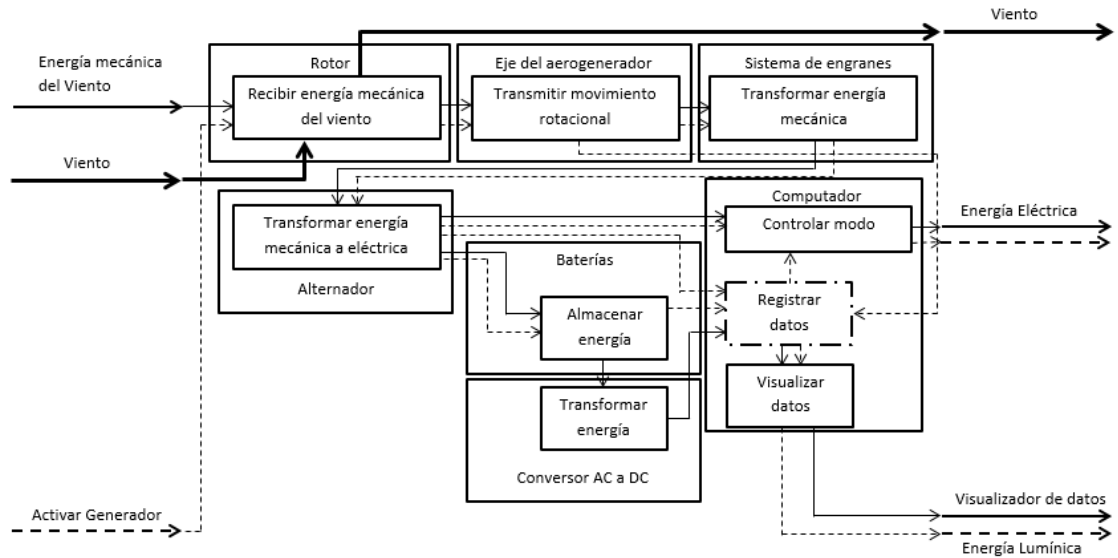 Viento
Energía mecánica
del Viento
Rotor
Eje del aerogenerador
Sistema de engranes
Recibir energía mecánica
del viento
Transmitir movimiento
rotacional
Transformar energía
mecánica
Viento
Computador
Transformar energía
mecánica a eléctrica
Controlar modo
Energía Eléctrica
Baterías
Alternador
Registrar
datos
Almacenar
energía
Visualizar
datos
Transformar
energía
Conversor AC a DC
Visualizador de datos
Activar Generador
Energía Lumínica